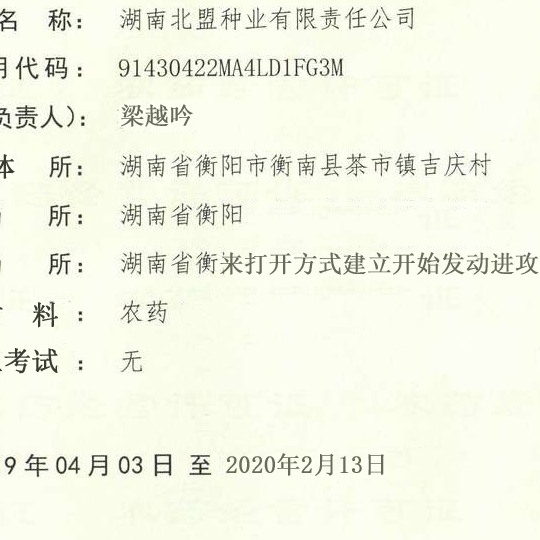 名 称: 湖南北盟种业有限责任公司
代码: 91430422MA4LD1FG3M
负责人): 梁越吟
所: 湖南省衡阳市衡南县茶市镇吉庆村
所: 湖南省衡阳
所: 湖南省衡来打开方式建立开始发动进攻
料: 农药
考试: 无
9年04月03日 至 2020年2月13日